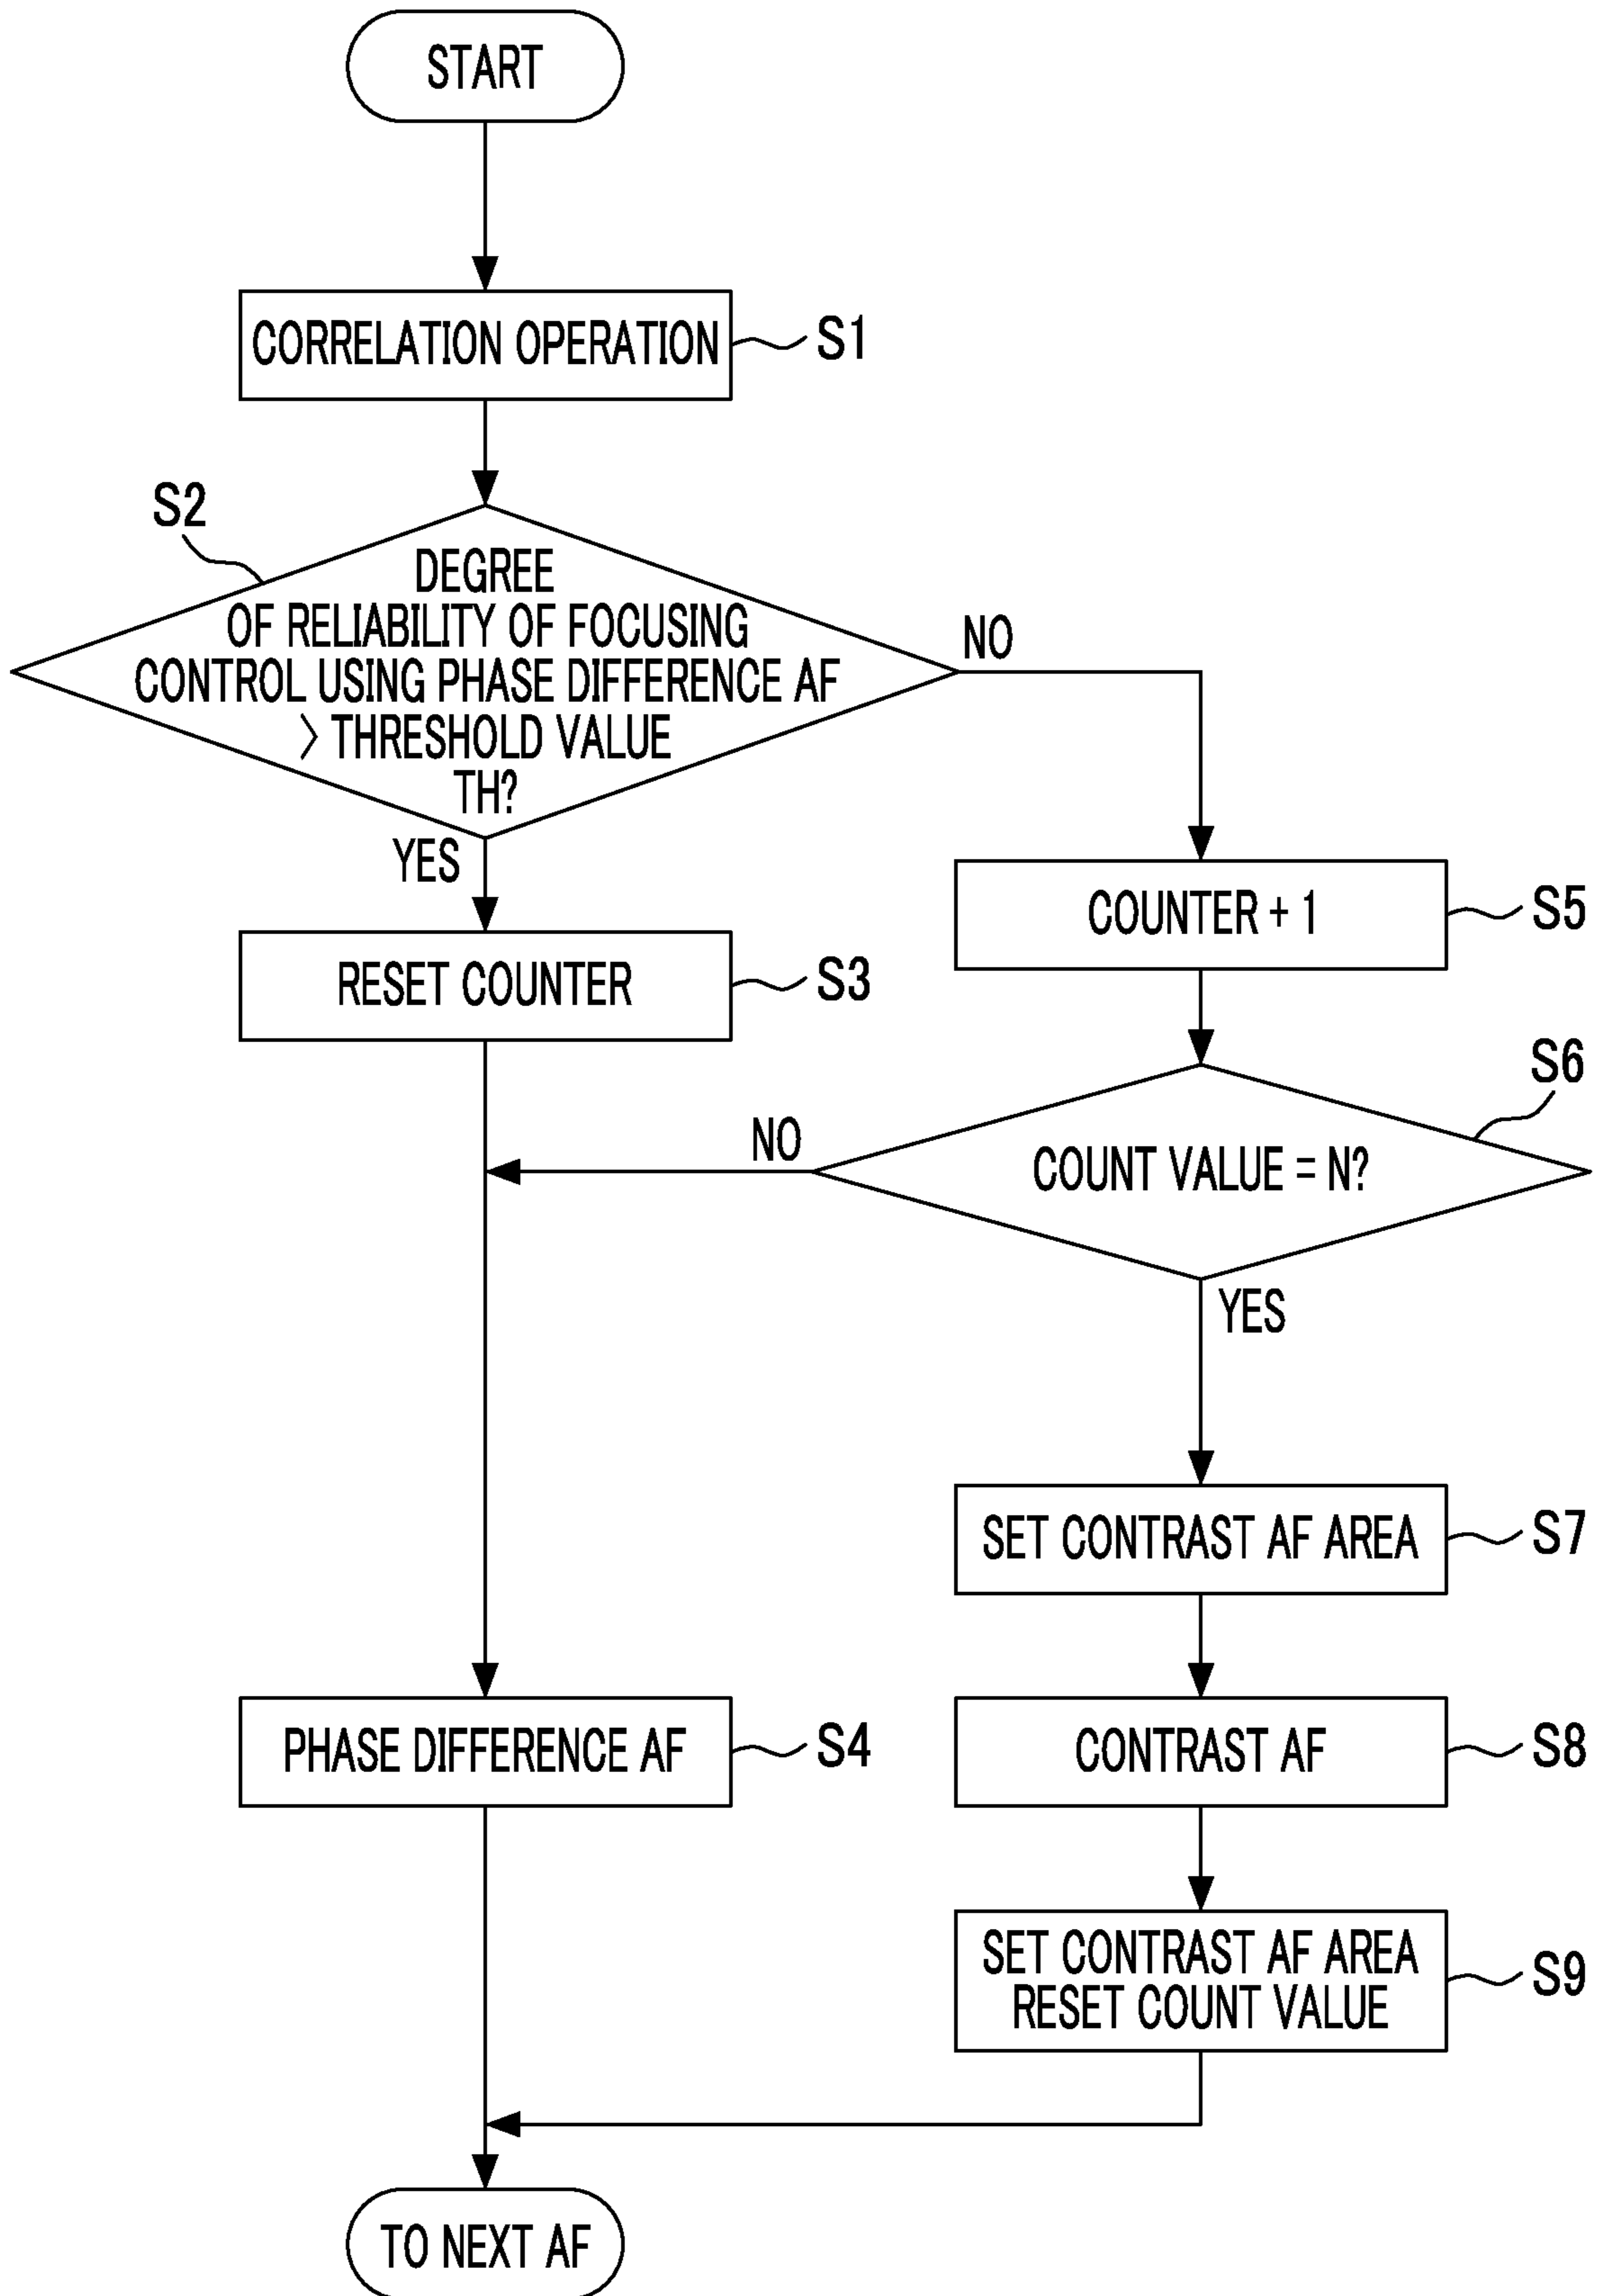 START
CORRELATION OPERATION
S1
S2
DEGREE
OF RELIABILITY OF FOCUSING
CONTROL USING PHASE DIFFERENCE AF
> THRESHOLD VALUE
TH?
NO
YES
COUNTER + 1
S5
RESET COUNTER
S3
S6
NO
COUNT VALUE = N?
YES
SET CONTRAST AF AREA
S7
PHASE DIFFERENCE AF
S4
CONTRAST AF
S8
SET CONTRAST AF AREA
RESET COUNT VALUE
S9
TO NEXT AF